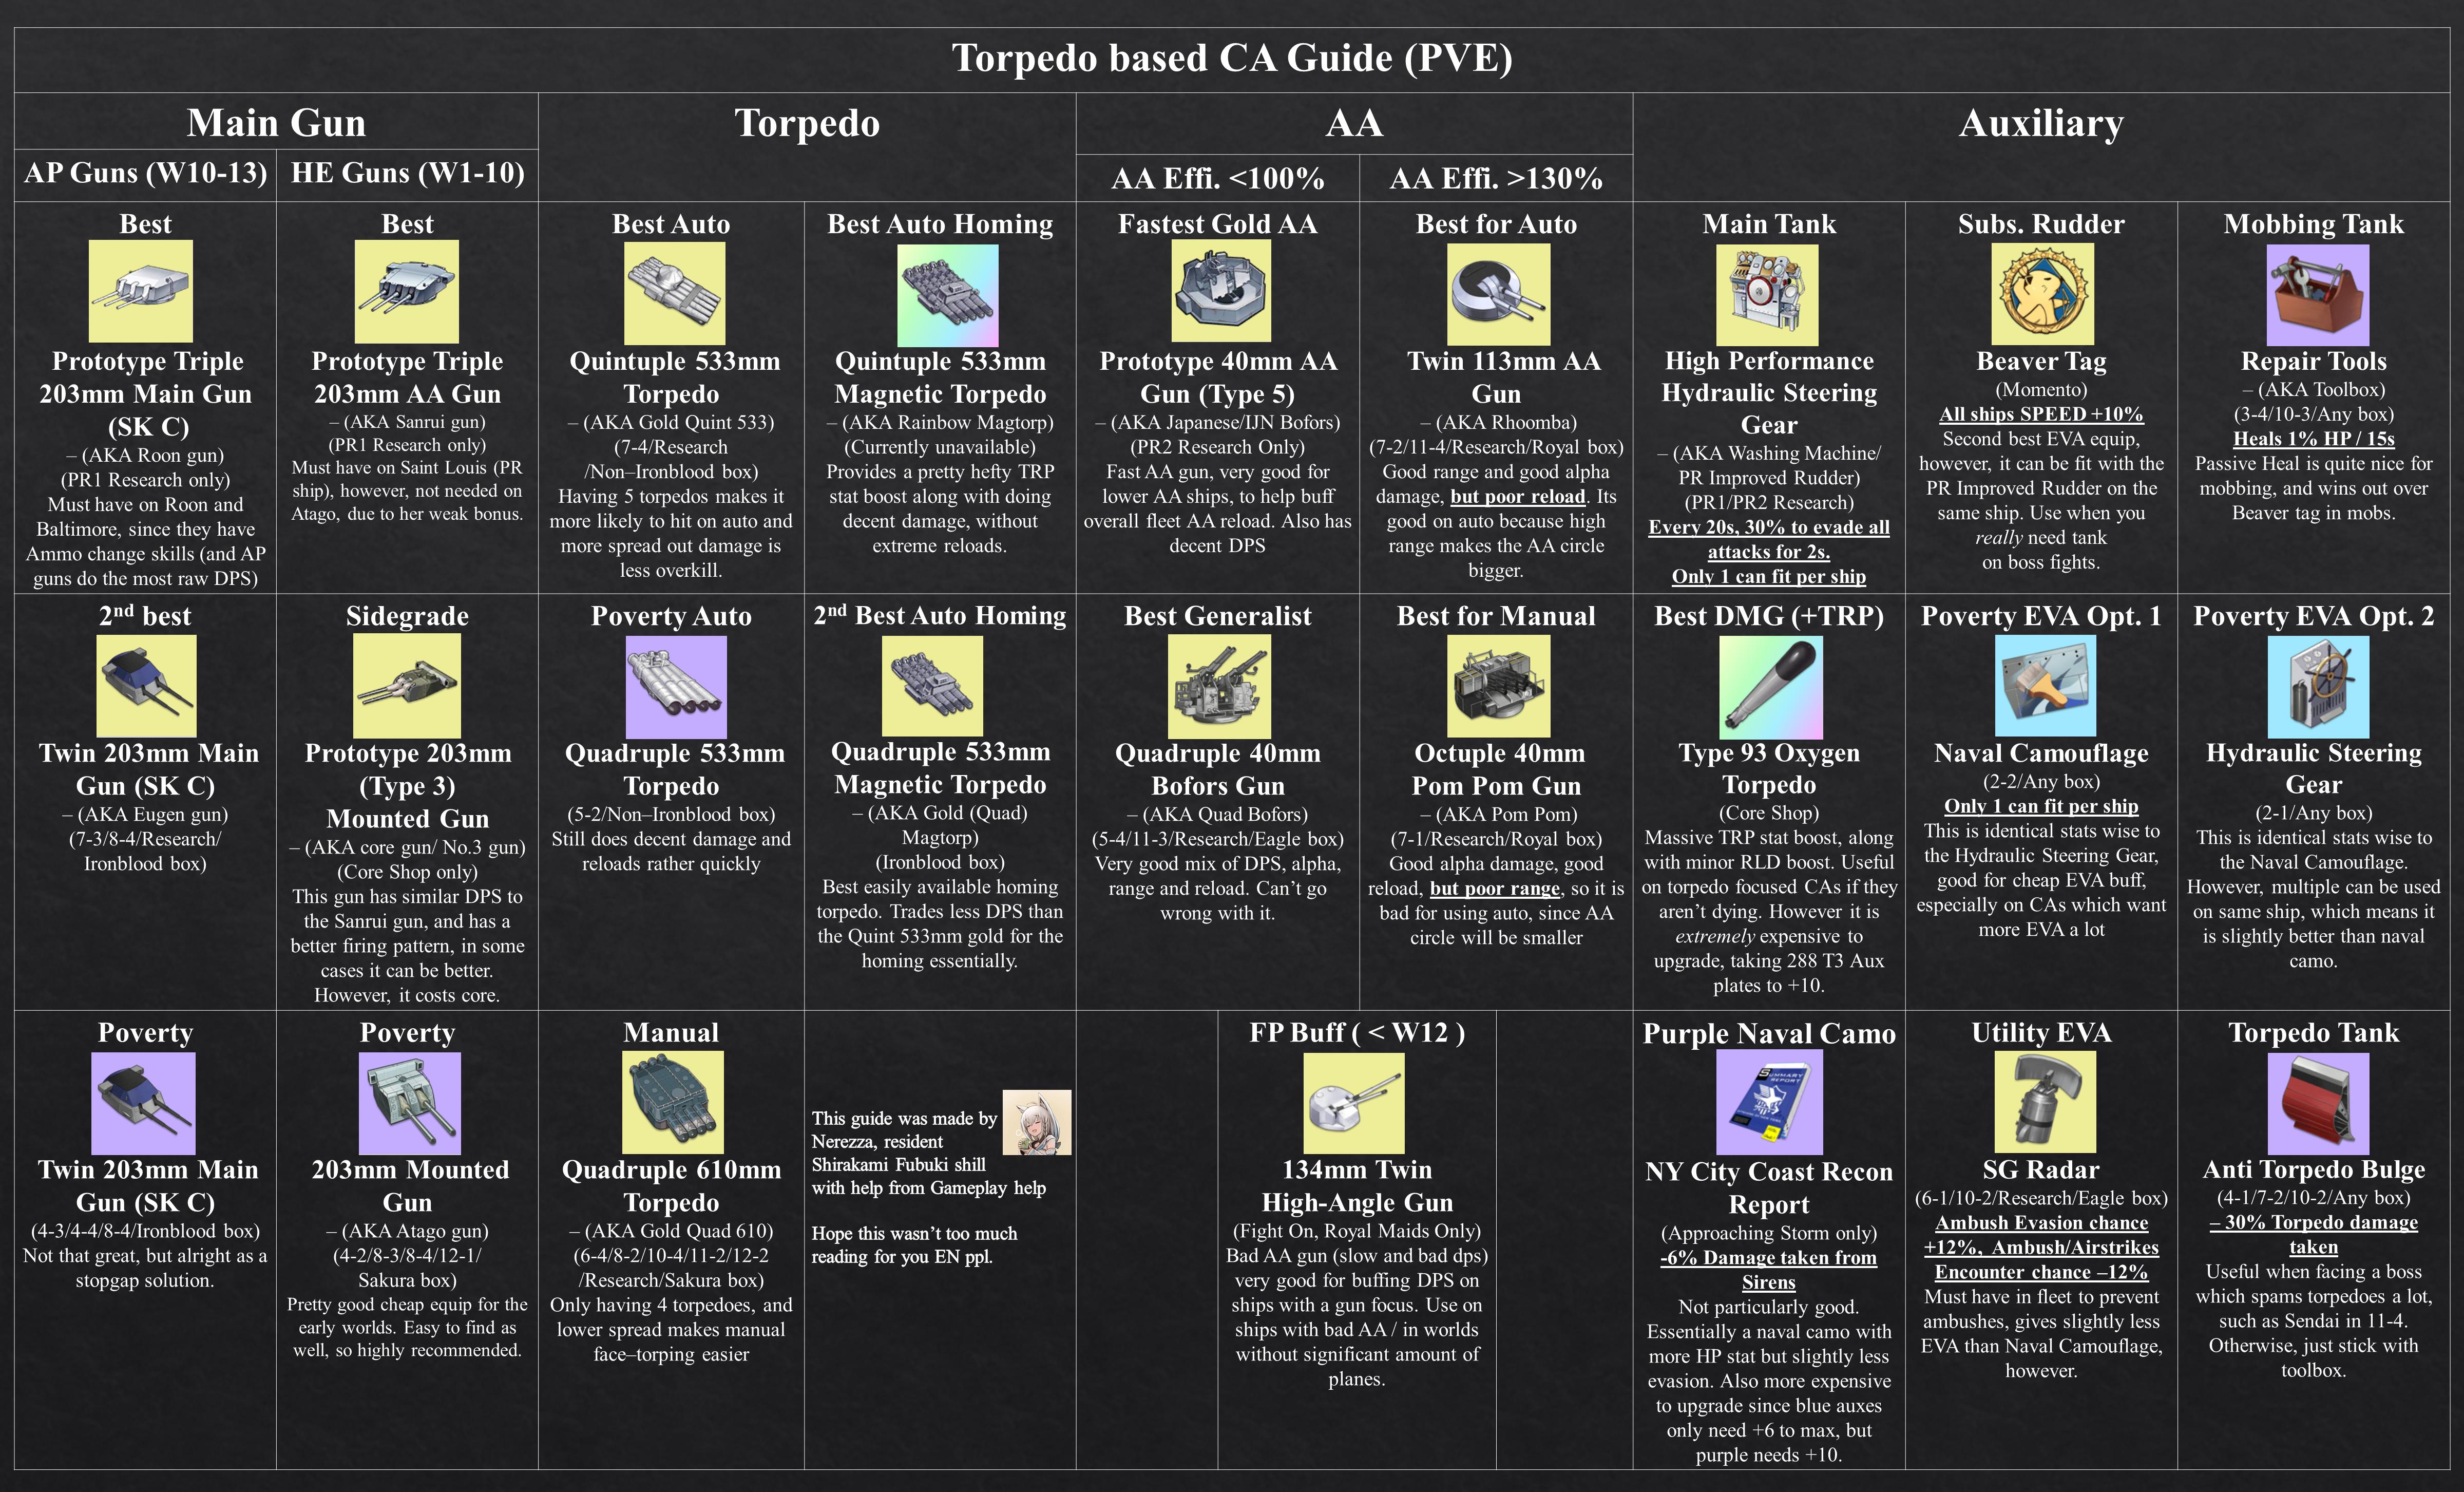 Torpedo based CA Guide (PVE)
Main Gun
Torpedo
AA
Auxiliary
AP Guns (W10-13)
HE Guns (W1-10)
AA Effi. <100%
AA Effi. >130%
Best
Prototype Triple
203mm Main Gun
(SK C)
– (AKA Roon gun)
(PR1 Research only)
Must have on Roon and
Baltimore, since they have
Ammo change skills (and AP
guns do the most raw DPS)
Best
Prototype Triple
203mm AA Gun
– (AKA Sanrui gun)
(PR1 Research only)
Must have on Saint Louis (PR
ship), however, not needed on
Atago, due to her weak bonus.
Best Auto
Quintuple 533mm
Torpedo
– (AKA Gold Quint 533)
(7-4/Research
/Non–Ironblood box)
Having 5 torpedos makes it
more likely to hit on auto and
more spread out damage is
less overkill.
Best Auto Homing
Quintuple 533mm
Magnetic Torpedo
– (AKA Rainbow Magtorp)
(Currently unavailable)
Provides a pretty hefty TRP
stat boost along with doing
decent damage, without
extreme reloads.
Fastest Gold AA
Prototype 40mm AA
Gun (Type 5)
– (AKA Japanese/IJN Bofors)
(PR2 Research Only)
Fast AA gun, very good for
lower AA ships, to help buff
overall fleet AA reload. Also has
decent DPS
Best for Auto
Twin 113mm AA
Gun
– (AKA Rhoomba)
(7-2/11-4/Research/Royal box)
Good range and good alpha
damage, but poor reload. Its
good on auto because high
range makes the AA circle
bigger.
Main Tank
High Performance
Hydraulic Steering
Gear
– (AKA Washing Machine/
PR Improved Rudder)
(PR1/PR2 Research)
Every 20s, 30% to evade all
attacks for 2s.
Only 1 can fit per ship
Subs. Rudder
Beaver Tag
(Momento)
All ships SPEED +10%
Second best EVA equip,
however, it can be fit with the
PR Improved Rudder on the
same ship. Use when you
really need tank
on boss fights.
Mobbing Tank
Repair Tools
– (AKA Toolbox)
(3-4/10-3/Any box)
Heals 1% HP / 15s
Passive Heal is quite nice for
mobbing, and wins out over
Beaver tag in mobs.
2nd best
Twin 203mm Main
Gun (SK C)
– (AKA Eugen gun)
(7-3/8-4/Research/
Ironblood box)
Sidegrade
Prototype 203mm
(Type 3)
Mounted Gun
– (AKA core gun/ No.3 gun)
(Core Shop only)
This gun has similar DPS to
the Sanrui gun, and has a
better firing pattern, in some
cases it can be better.
However, it costs core.
Poverty Auto
Quadruple 533mm
Torpedo
(5-2/Non–Ironblood box)
Still does decent damage and
reloads rather quickly
2nd Best Auto Homing
Quadruple 533mm
Magnetic Torpedo
– (AKA Gold (Quad)
Magtorp)
(Ironblood box)
Best easily available homing
torpedo. Trades less DPS than
the Quint 533mm gold for the
homing essentially.
Best Generalist
Quadruple 40mm
Bofors Gun
– (AKA Quad Bofors)
(5-4/11-3/Research/Eagle box)
Very good mix of DPS, alpha,
range and reload. Can't go
wrong with it.
Best for Manual
Octuple 40mm
Pom Pom Gun
– (AKA Pom Pom)
(7-1/Research/Royal box)
Good alpha damage, good
reload, but poor range, so it is
bad for using auto, since AA
circle will be smaller
Best DMG (+TRP)
Type 93 Oxygen
Torpedo
(Core Shop)
Massive TRP stat boost, along
with minor RLD boost. Useful
on torpedo focused CAs if they
aren't dying. However it is
extremely expensive to
upgrade, taking 288 T3 Aux
plates to +10.
Poverty EVA Opt. 1
Naval Camouflage
(2-2/Any box)
Only 1 can fit per ship
This is identical stats wise to
the Hydraulic Steering Gear,
good for cheap EVA buff,
especially on CAs which want
more EVA a lot
Poverty EVA Opt. 2
Hydraulic Steering
Gear
(2-1/Any box)
This is identical stats wise to
the Naval Camouflage.
However, multiple can be used
on same ship, which means it
is slightly better than naval
camo.
Poverty
Twin 203mm Main
Gun (SK C)
(4-3/4-4/8-4/Ironblood box)
Not that great, but alright as a
stopgap solution.
Poverty
203mm Mounted
Gun
– (AKA Atago gun)
(4-2/8-3/8-4/12-1/
Sakura box)
Pretty good cheap equip for the
early worlds. Easy to find as
well, so highly recommended.
Manual
Quadruple 610mm
Torpedo
– (AKA Gold Quad 610)
(6-4/8-2/10-4/11-2/12-2
/Research/Sakura box)
Only having 4 torpedoes, and
lower spread makes manual
face–torping easier
This guide was made by
Nerezza, resident
Shirakami Fubuki shill
with help from Gameplay help
Hope this wasn't too much
reading for you EN ppl.
FP Buff ( < W12 )
134mm Twin
High-Angle Gun
(Fight On, Royal Maids Only)
Bad AA gun (slow and bad dps)
very good for buffing DPS on
ships with a gun focus. Use on
ships with bad AA / in worlds
without significant amount of
planes.
Purple Naval Camo
SUMMARY
REPORT
NY City Coast Recon
Report
(Approaching Storm only)
-6% Damage taken from
Sirens
Not particularly good.
Essentially a naval camo with
more HP stat but slightly less
evasion. Also more expensive
to upgrade since blue auxes
only need +6 to max, but
purple needs +10.
Utility EVA
SG Radar
(6-1/10-2/Research/Eagle box)
Ambush Evasion chance
+12%, Ambush/Airstrikes
Encounter chance –12%
Must have in fleet to prevent
ambushes, gives slightly less
EVA than Naval Camouflage,
however.
Torpedo Tank
Anti Torpedo Bulge
(4-1/7-2/10-2/Any box)
– 30% Torpedo damage
taken
Useful when facing a boss
which spams torpedoes a lot,
such as Sendai in 11-4.
Otherwise, just stick with
toolbox.